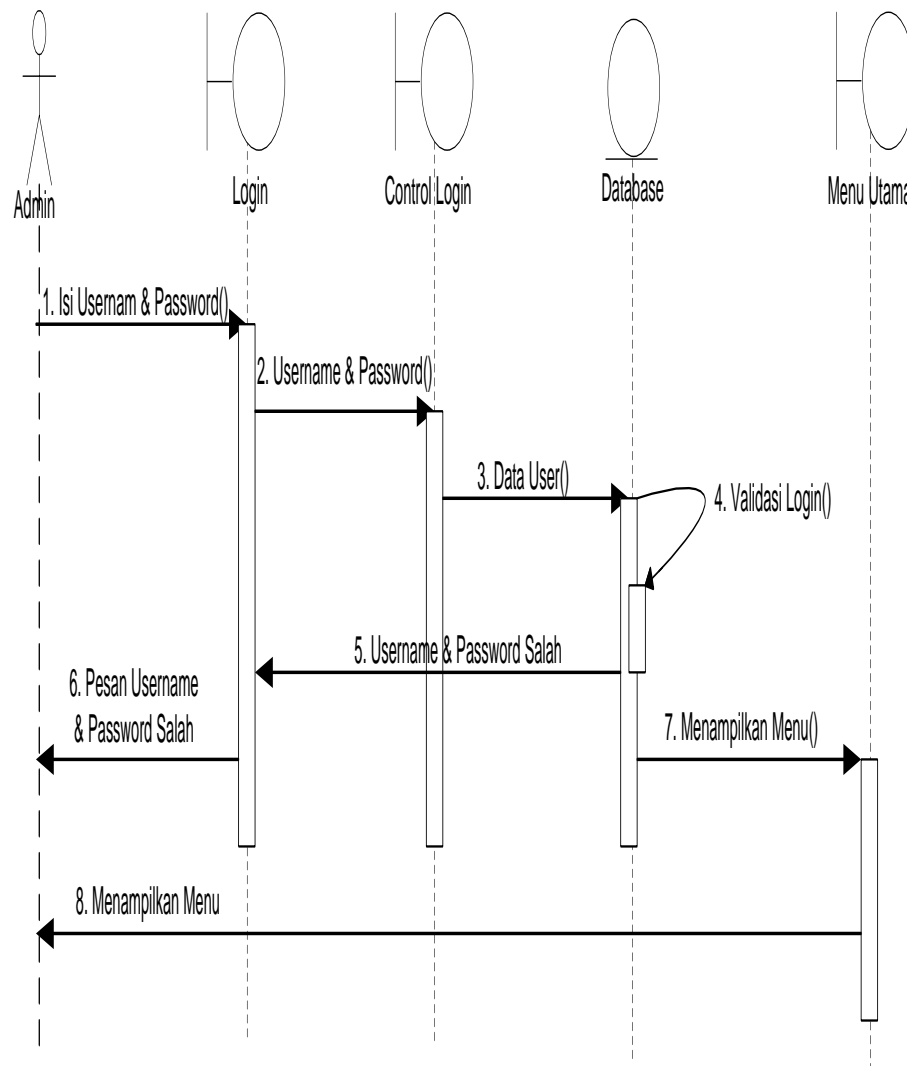 Admin
Login
Control Login
Database
Menu Utama
1. Isi Usernam & Password()
2. Username & Password()
3. Data User()
4. Validasi Login()
5. Username & Password Salah
6. Pesan Username
& Password Salah
7. Menampilkan Menu()
8. Menampilkan Menu